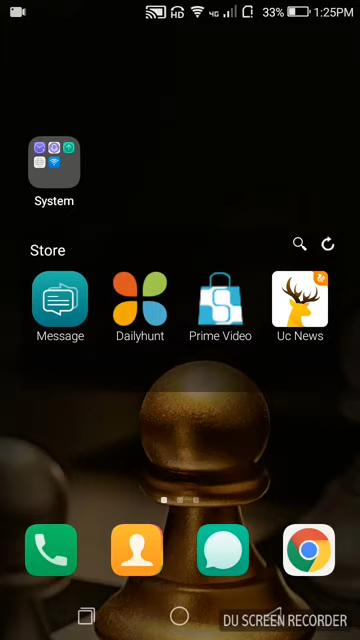 HD 4G 33% 1:25PM
System
Store
Message Dailyhunt Prime Video Uc News
DU SCREEN RECORDER